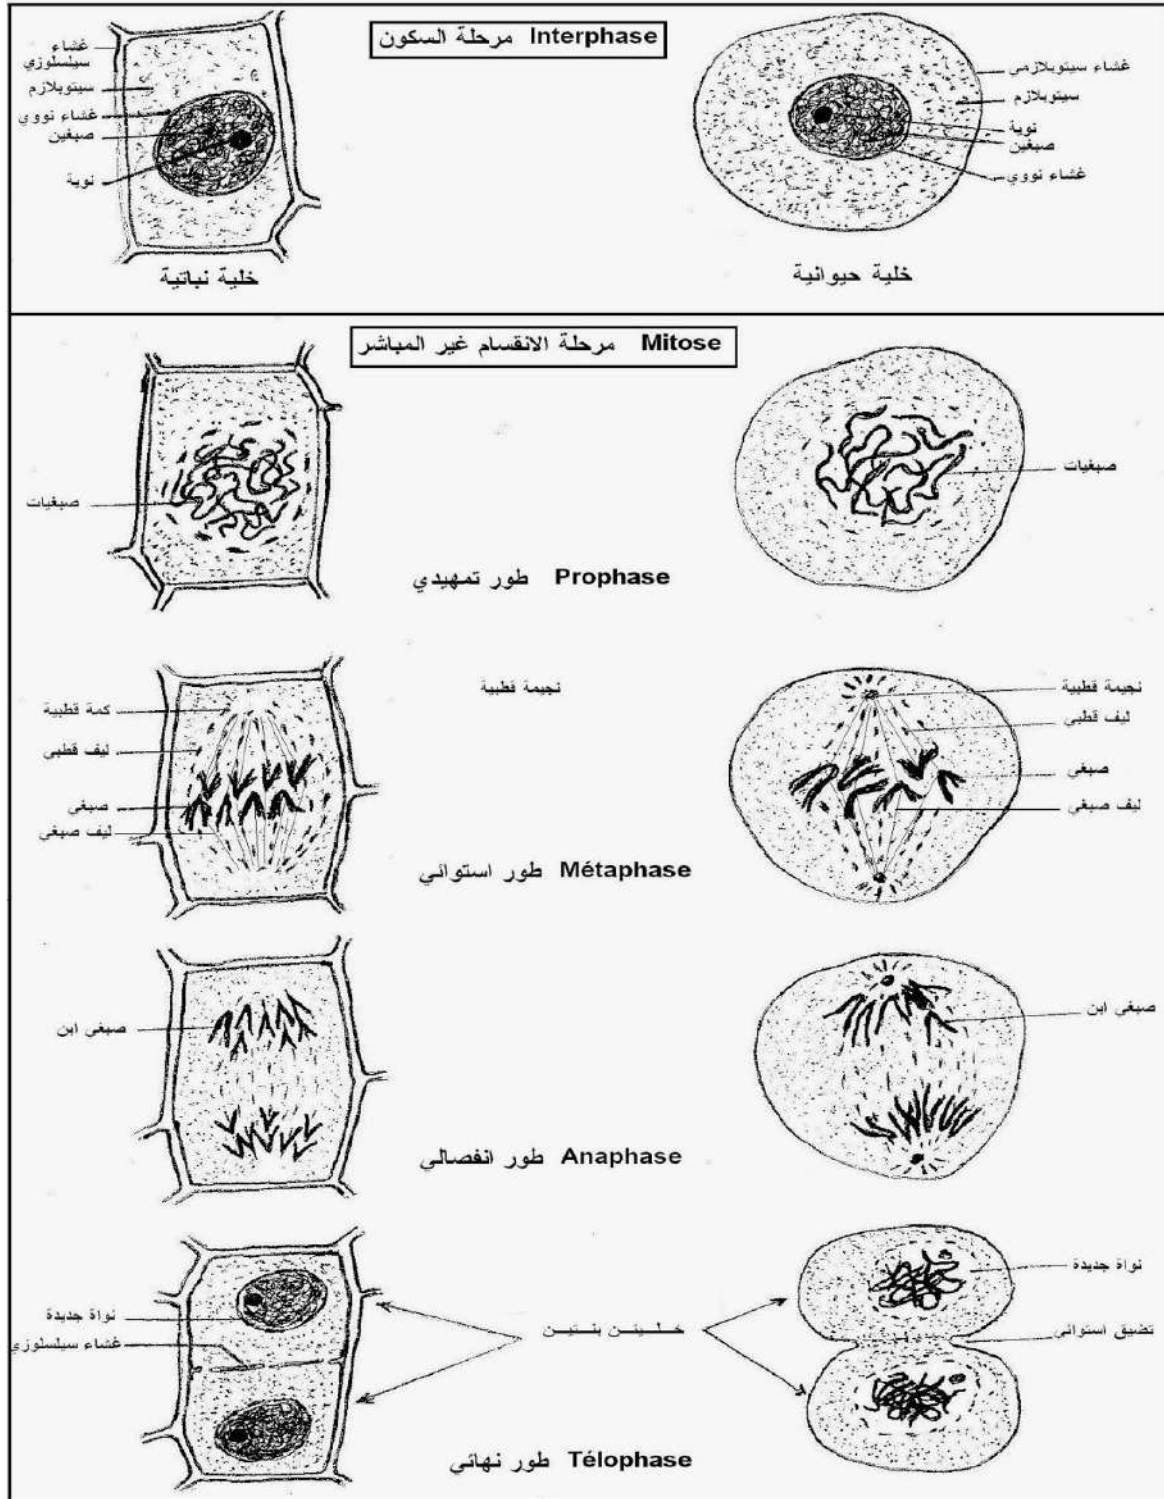 مرحلة السكون Interphase
غشاء سيتوبلازمي
سيتوبلازم
نوية
صبغين
غشاء نووي
غشاء
سيلسلوزي
سيتوبلازم
غشاء نووي
صبغين
نوية
خلية حيوانية
خلية نباتية
مرحلة الانقسام غير المباشر Mitose
صبغيات
صبغيات
طور تمهيدي Prophase
نجيمة قطبية
ليف قطبي
صبغي
ليف صبغي
نجيمة قطبية
كمة قطبية
ليف قطبي
صبغي
ليف صبغي
طور استوائي Métaphase
صبغي ابن
صبغي ابن
طور انفصالي Anaphase
نواة جديدة
تضيق استوائي
خليتن بنتين
نواة جديدة
غشاء سيلسلوزي
طور نهائي Télophase